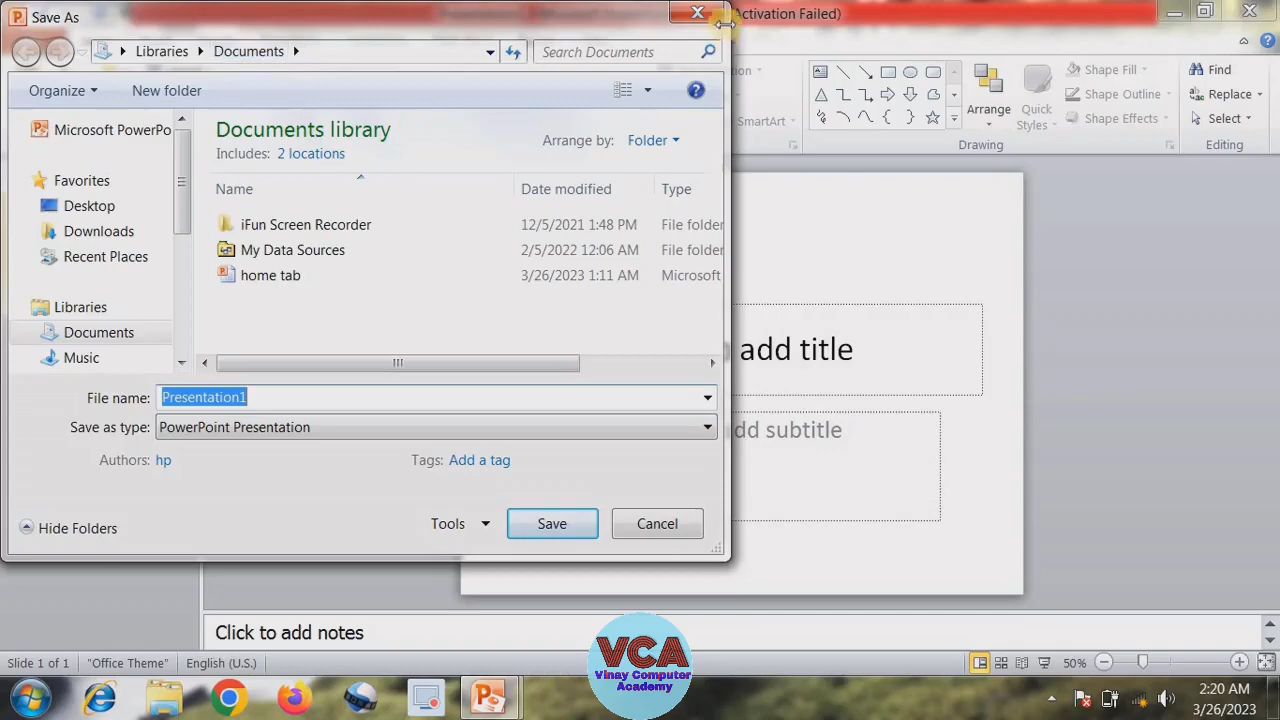 Save As
Activation Failed)
Libraries
Documents
Search Documents
Organize
New folder
Microsoft PowerPo
Favorites
Desktop
Downloads
Recent Places
Libraries
Documents
Music
Documents library
Includes: 2 locations
Arrange by: Folder
Name Date modified Type
iFun Screen Recorder 12/5/2021 1:48 PM File folder
My Data Sources 2/5/2022 12:06 AM File folder
home tab 3/26/2023 1:11 AM Microsoft
File name: Presentation1
Save as type: PowerPoint Presentation
Authors: hp
Tags: Add a tag
Hide Folders
Tools
Save
Cancel
SmartArt
Arrange
Quick
Styles
Shape Fill
Shape Outline
Shape Effects
Drawing
Find
Replace
Select
Editing
add title
dd subtitle
Click to add notes
Slide 1 of 1
"Office Theme"
English (U.S.)
50%
VCA
Vinay Computer
Academy
2:20 AM
3/26/2023